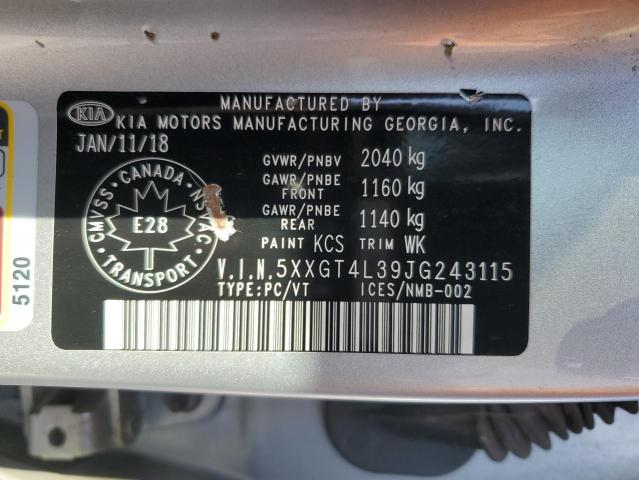 MANUFACTURED BY
KIA KIA MOTORS MANUFACTURING GEORGIA, INC.
JAN/11/18
GVWR/PNBV 2040 kg
GAWR/PNBE FRONT 1160 kg
GAWR/PNBE REAR 1140 kg
PAINT KCS TRIM WK
CMVSS · CANADA · NSVAC
E28
TRANSPORT
V.I.N. 5XXGT4L39JG243115
TYPE:PC/VT ICES/NMB-002
5120